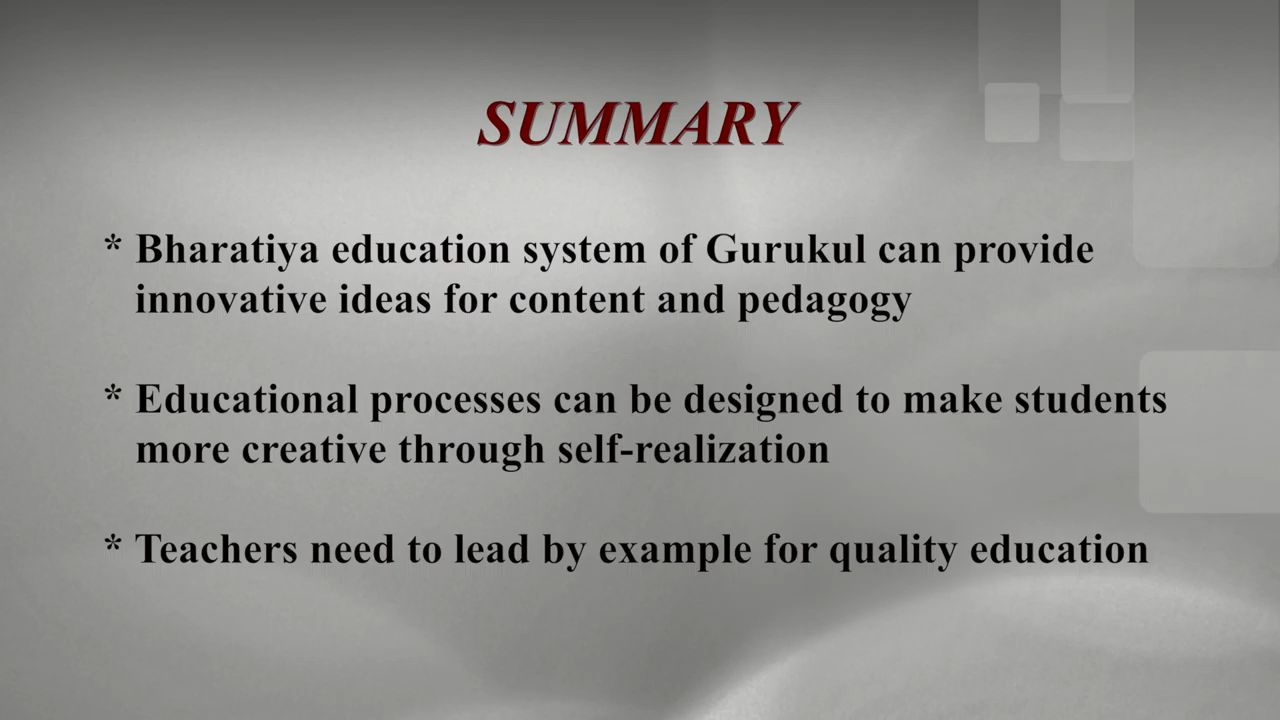 SUMMARY
* Bharatiya education system of Gurukul can provide
innovative ideas for content and pedagogy
* Educational processes can be designed to make students
more creative through self-realization
* Teachers need to lead by example for quality education